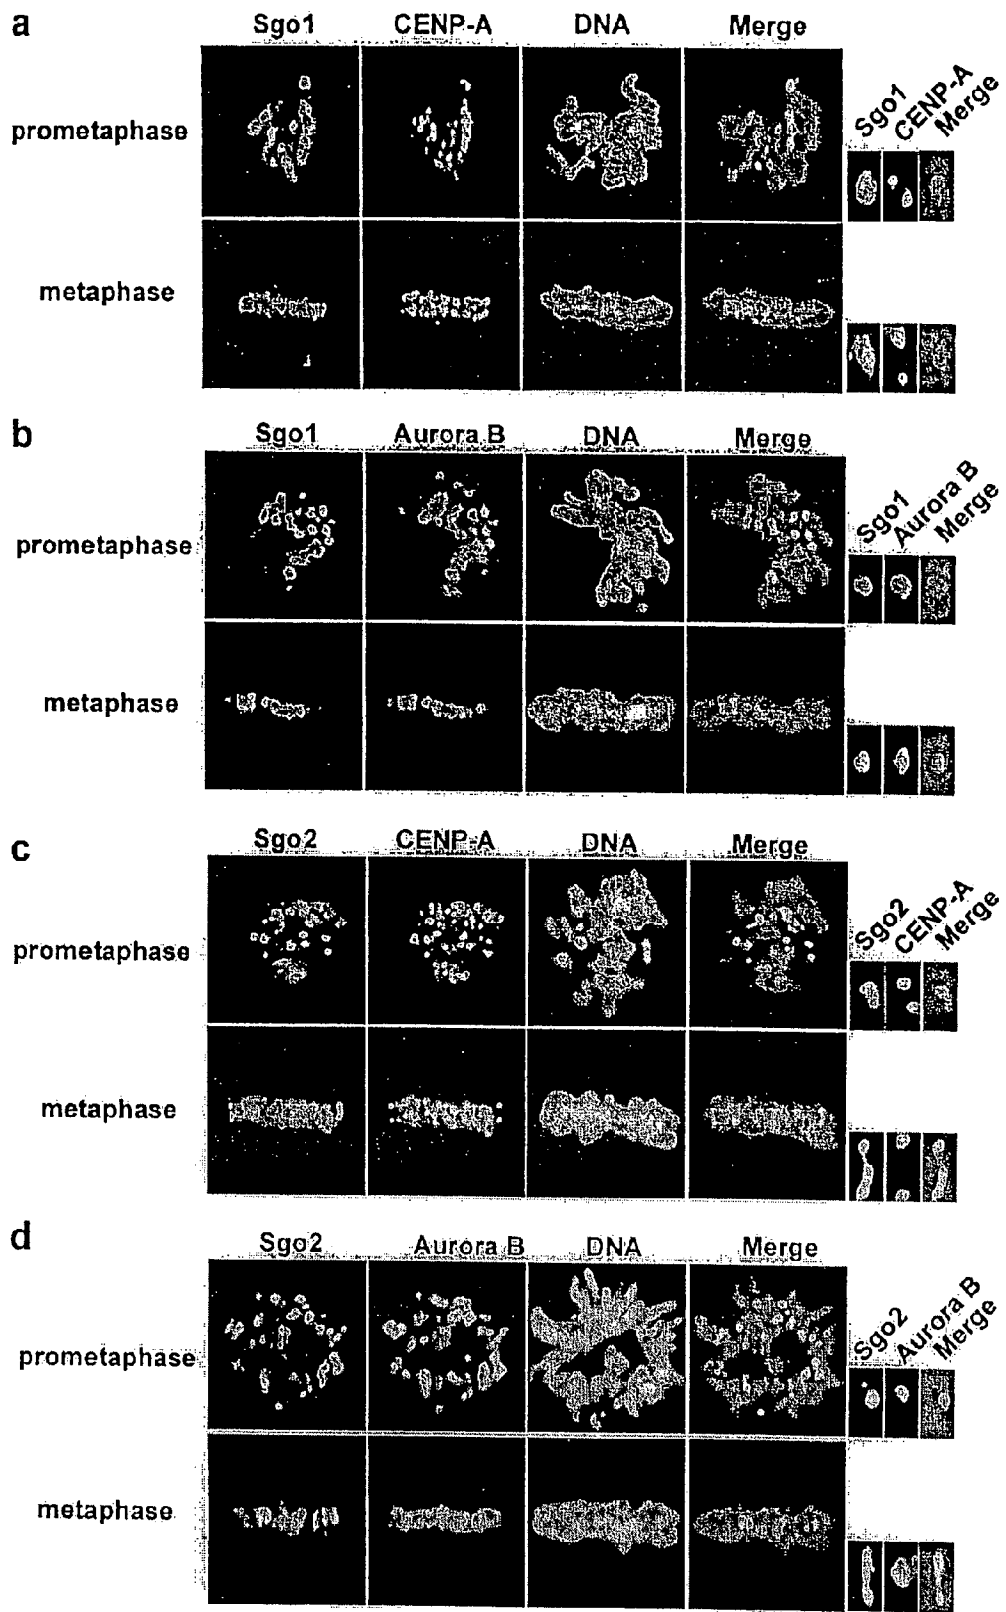 a
Sgo1 CENP-A DNA Merge
prometaphase
metaphase
Sgo1 CENP-A Merge
b
Sgo1 Aurora B DNA Merge
prometaphase
metaphase
Sgo1 Aurora B Merge
c
Sgo2 CENP-A DNA Merge
prometaphase
metaphase
Sgo2 CENP-A Merge
d
Sgo2 Aurora B DNA Merge
prometaphase
metaphase
Sgo2 Aurora B Merge